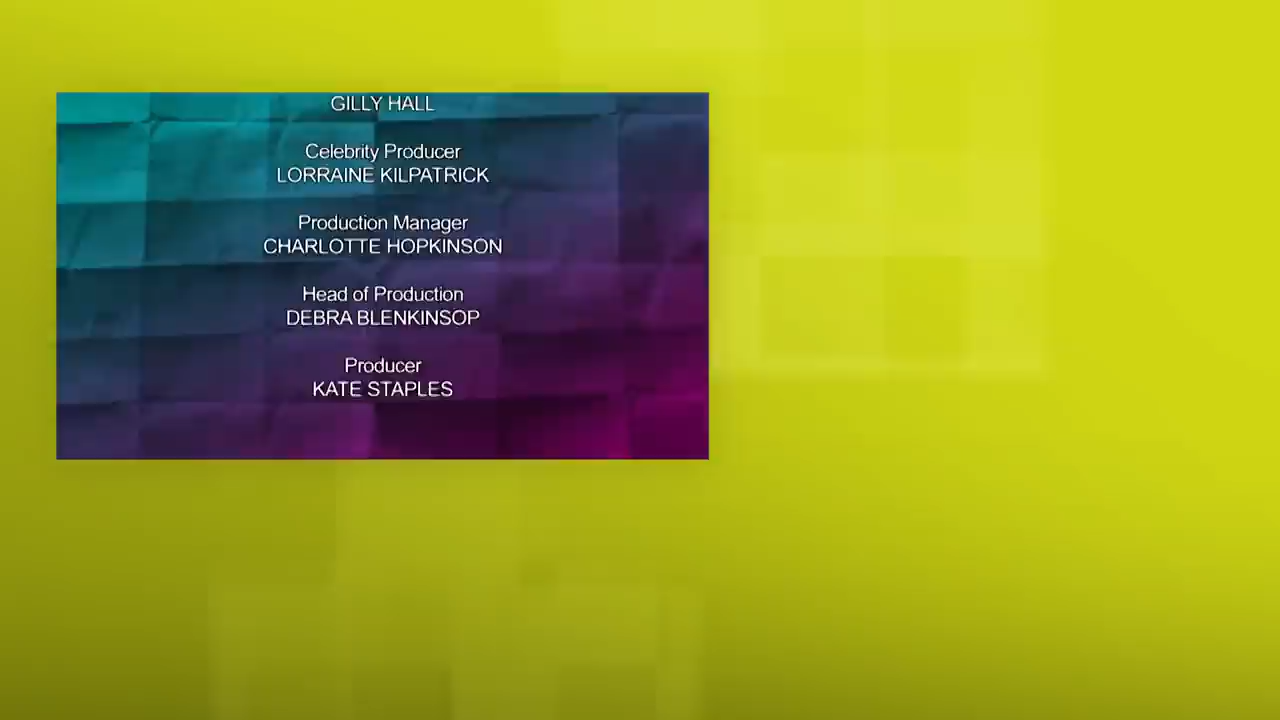 GILLY HALL
Celebrity Producer
LORRAINE KILPATRICK
Production Manager
CHARLOTTE HOPKINSON
Head of Production
DEBRA BLENKINSOP
Producer
KATE STAPLES